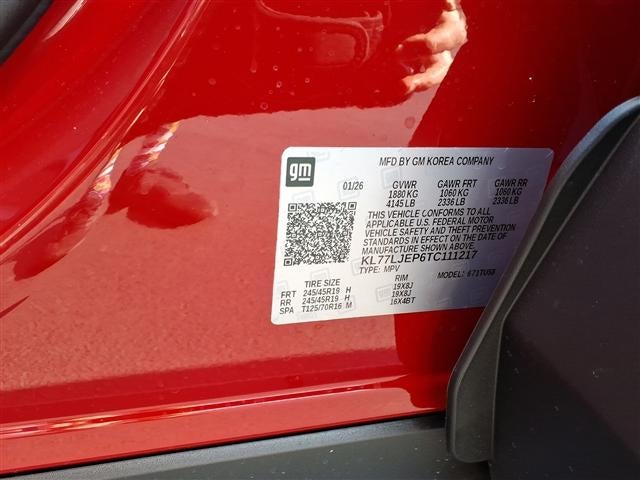 gm
MFD BY GM KOREA COMPANY
01/26 GVWR GAWR FRT GAWR RR
1880 KG 1060 KG 1060 KG
4145 LB 2336 LB 2336 LB
THIS VEHICLE CONFORMS TO ALL
APPLICABLE U.S. FEDERAL MOTOR
VEHICLE SAFETY AND THEFT PREVENTION
STANDARDS IN EFFECT ON THE DATE OF
MANUFACTURE SHOWN ABOVE.
KL77LJEP6TC111217
TYPE: MPV MODEL: 671TU58
TIRE SIZE RIM
FRT 245/45R19 H 19X8J
RR 245/45R19 H 19X8J
SPA T125/70R16 M 16X4BT